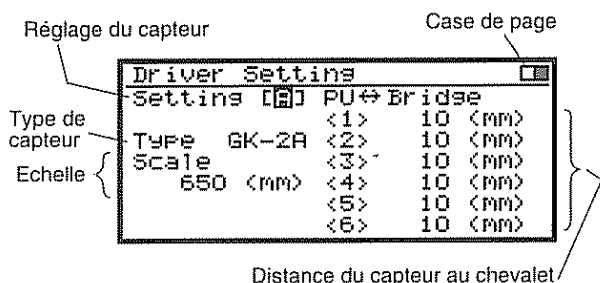 Réglage du capteur
Case de page
Driver Setting
Setting [A] PU↔Bridge
<1> 10 (mm)
Type de capteur
Type GK-2A <2> 10 (mm)
Scale <3> 10 (mm)
Echelle
650 (mm) <4> 10 (mm)
<5> 10 (mm)
<6> 10 (mm)
Distance du capteur au chevalet